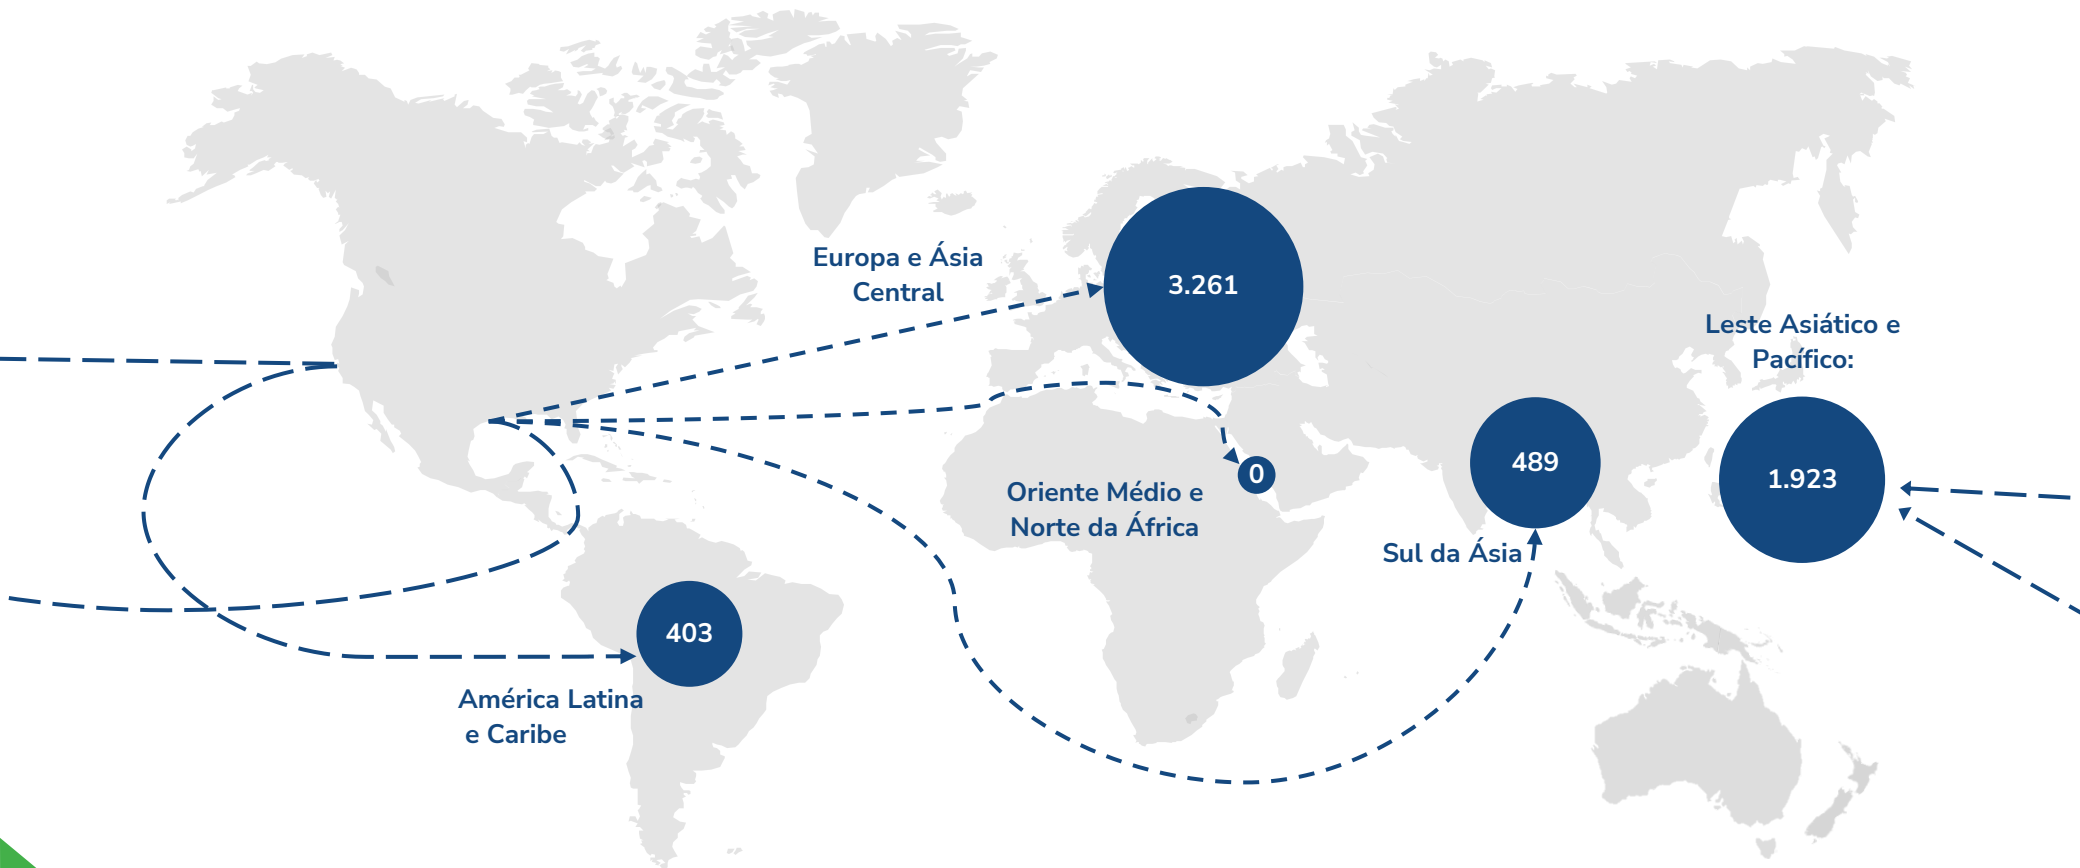 Europa e Ásia
Central
3.261
Leste Asiático e
Pacífico:
1.923
489
Sul da Ásia
0
Oriente Médio e
Norte da África
403
América Latina
e Caribe